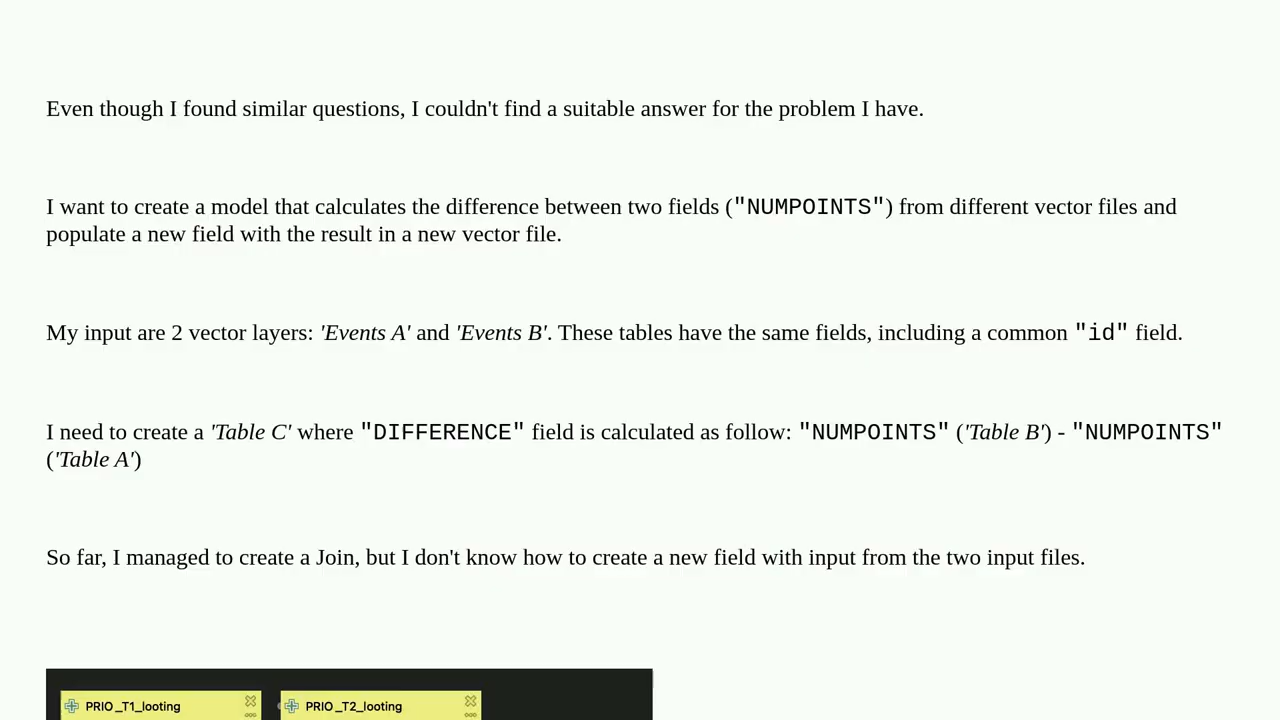 Even though I found similar questions, I couldn't find a suitable answer for the problem I have.
I want to create a model that calculates the difference between two fields ("NUMPOINTS") from different vector files and
populate a new field with the result in a new vector file.
My input are 2 vector layers: 'Events A' and 'Events B'. These tables have the same fields, including a common "id" field.
I need to create a 'Table C' where "DIFFERENCE" field is calculated as follow: "NUMPOINTS" ('Table B') - "NUMPOINTS"
('Table A')
So far, I managed to create a Join, but I don't know how to create a new field with input from the two input files.
PRIO_T1_looting
PRIO_T2_looting